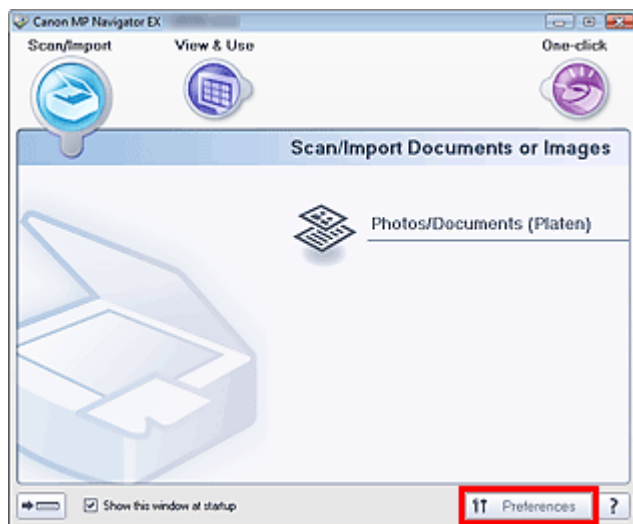 Canon MP Navigator EX
Scan/Import View & Use One-click
Scan/Import Documents or Images
Photos/Documents (Platen)
Show this window at startup Preferences ?